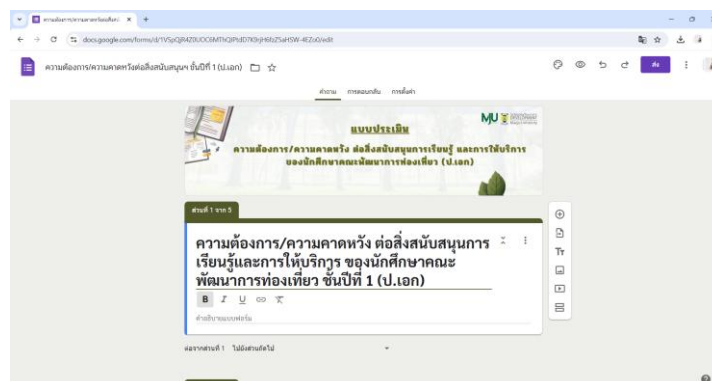 docs.google.com/forms/d/
ความต้องการ/ความคาดหวังต่อสิ่งสนับสนุนฯ ชั้นปีที่ 1 (ป.เอก)
ส่ง
คำถาม การตอบกลับ การตั้งค่า
MJU
แบบประเมิน
ความต้องการ/ความคาดหวัง ต่อสิ่งสนับสนุนการเรียนรู้ และการให้บริการ
ของนักศึกษาคณะพัฒนาการท่องเที่ยว (ป.เอก)
ส่วนที่ 1 จาก 5
ความต้องการ/ความคาดหวัง ต่อสิ่งสนับสนุนการ
เรียนรู้และการให้บริการ ของนักศึกษาคณะ
พัฒนาการท่องเที่ยว ชั้นปีที่ 1 (ป.เอก)
B I U
คำอธิบายแบบฟอร์ม
ต่อจากส่วนที่ 1 ไปยังส่วนถัดไป